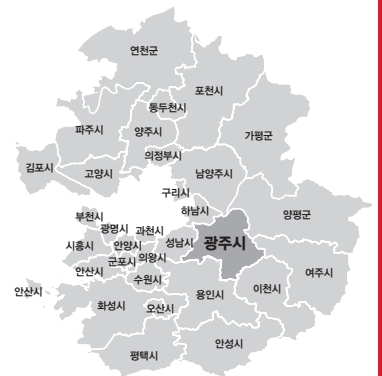 연천군
포천시
동두천시
파주시
양주시
가평군
의정부시
김포시
고양시
남양주시
구리시
하남시
양평군
부천시
광명시
과천시
시흥시
안양시
성남시
광주시
의왕시
군포시
안산시
여주시
수원시
안산시
용인시
이천시
화성시
오산시
안성시
평택시